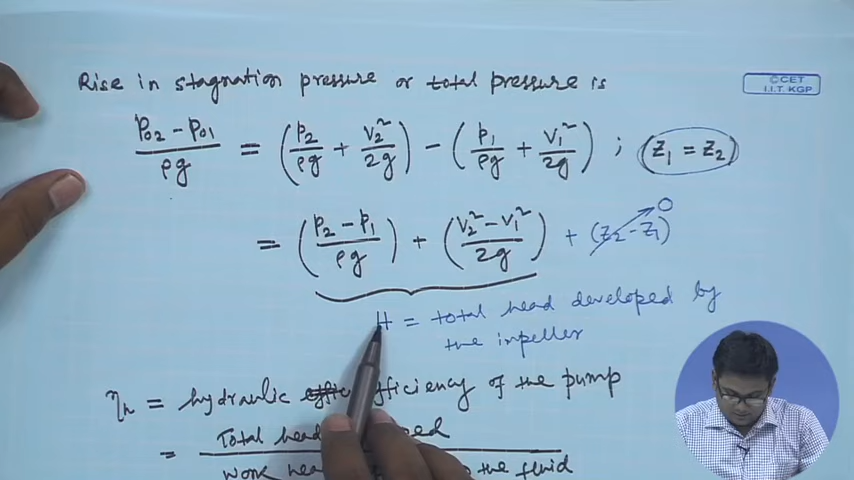 Rise in stagnation pressure or total pressure is
©CET
I.I.T. KGP
(p02 - p01)/ρg = (p2/ρg + V2²/2g) - (p1/ρg + V1²/2g) ; (Z1 = Z2)
= ((p2 - p1)/ρg) + ((V2² - V1²)/2g) + (Z2 - Z1) → 0
H = total head developed by
the impeller
ηh = hydraulic efficiency of the pump
= Total head
Work the fluid